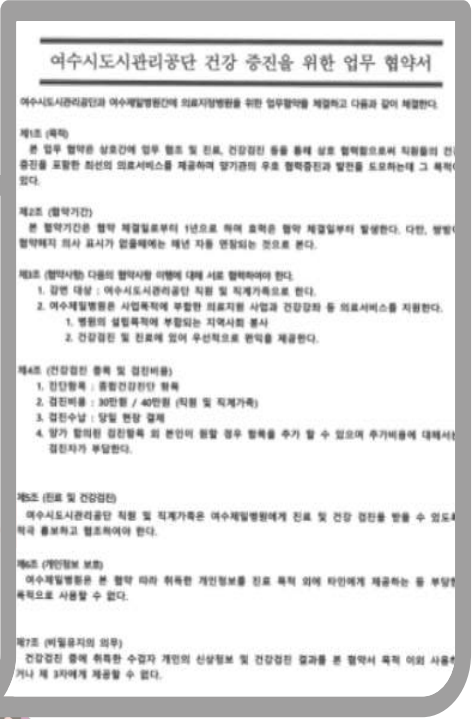 여수시도시관리공단 건강 증진을 위한 업무 협약서
여수시도시관리공단과 여수제일병원간에 의료지정병원을 위한 업무협약을 체결하고 다음과 같이 체결한다.
제1조 (목적)
본 업무 협약은 상호간에 업무 협조 및 진료, 건강검진 등을 통해 상호 협력함으로써 직원들의 건
증진을 포함한 최선의 의료서비스를 제공하며 양기관의 우호 협력증진과 발전을 도모하는데 그 목적
있다.
제2조 (협약기간)
본 협약기간은 협약 체결일로부터 1년으로 하며 효력은 협약 체결일부터 발생한다. 다만, 쌍방
협약해지 의사 표시가 없을때에는 매년 자동 연장되는 것으로 본다.
제3조 (협약사항) 다음의 협약사항 이행에 대해 서로 협력하여야 한다.
1. 감면 대상 : 여수시도시관리공단 직원 및 직계가족으로 한다.
2. 여수제일병원은 사업목적에 부합한 의료지원 사업과 건강강좌 등 의료서비스를 지원한다.
1. 병원의 설립목적에 부합되는 지역사회 봉사
2. 건강검진 및 진료에 있어 우선적으로 편익을 제공한다.
제4조 (건강검진 종목 및 검진비용)
1. 진단항목 : 종합건강진단 항목
2. 검진비용 : 30만원 / 40만원 (직원 및 직계가족)
3. 검진수납 : 당일 현장 결제
4. 양가 합의된 검진항목 외 본인이 원할 경우 항목을 추가 할 수 있으며 추가비용에 대해서는
검진자가 부담한다.
제5조 (진료 및 건강검진)
여수시도시관리공단 직원 및 직계가족은 여수제일병원에게 진료 및 건강 검진을 받을 수 있도록
적극 홍보하고 협조하여야 한다.
제6조 (개인정보 보호)
여수제일병원은 본 협약 따라 취득한 개인정보를 진료 목적 외에 타인에게 제공하는 등 부당한
목적으로 사용할 수 없다.
제7조 (비밀유지의 의무)
건강검진 중에 취득한 수검자 개인의 신상정보 및 건강검진 결과를 본 협약서 목적 이외 사용하
거나 제 3자에게 제공할 수 없다.